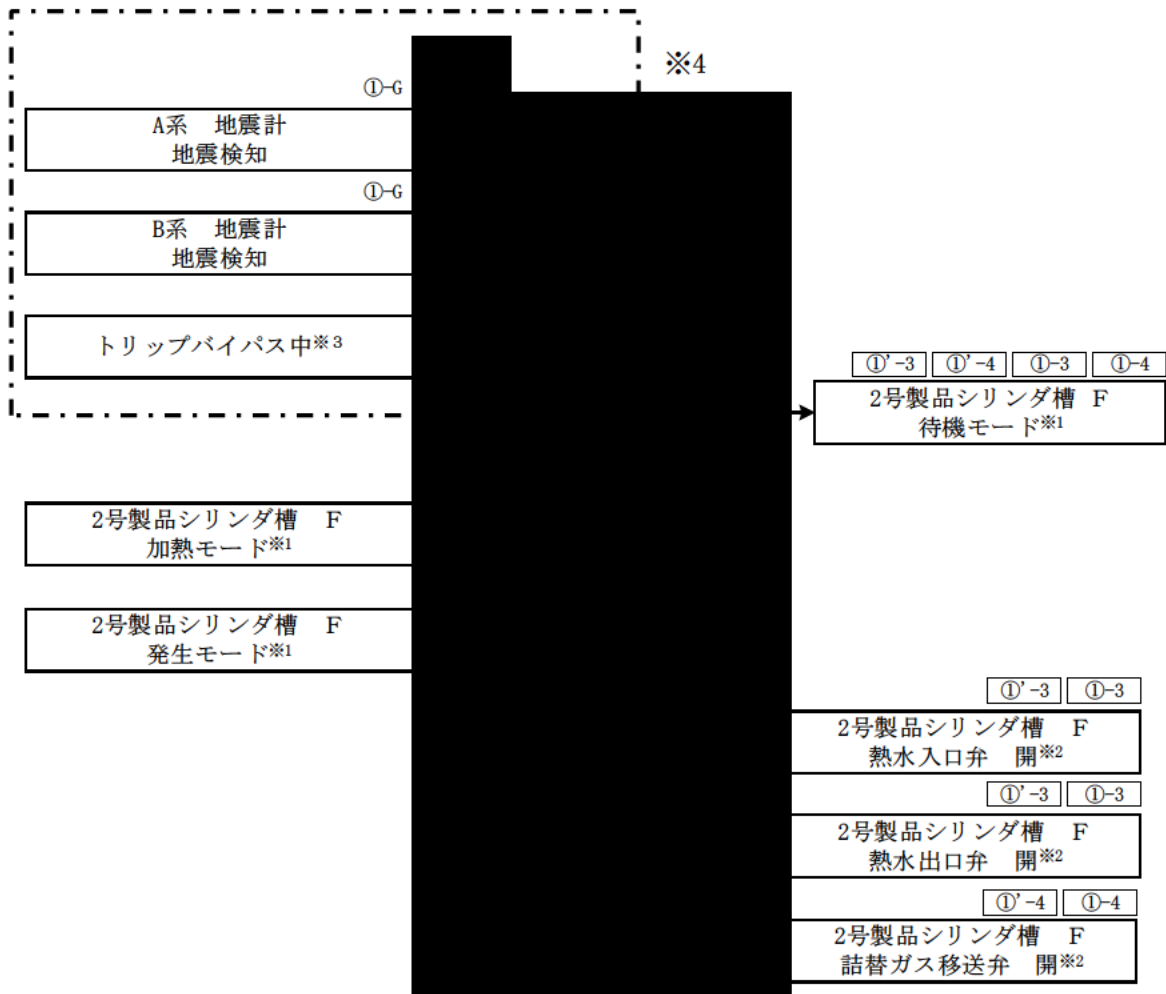 ※4
①-G
A系　地震計
地震検知
①-G
B系　地震計
地震検知
トリップバイパス中※3
①'-3 ①'-4 ①-3 ①-4
2号製品シリンダ槽 F
待機モード※1
2号製品シリンダ槽　F
加熱モード※1
2号製品シリンダ槽　F
発生モード※1
①'-3 ①-3
2号製品シリンダ槽　F
熱水入口弁　開※2
①'-3 ①-3
2号製品シリンダ槽　F
熱水出口弁　開※2
①'-4 ①-4
2号製品シリンダ槽　F
詰替ガス移送弁　開※2